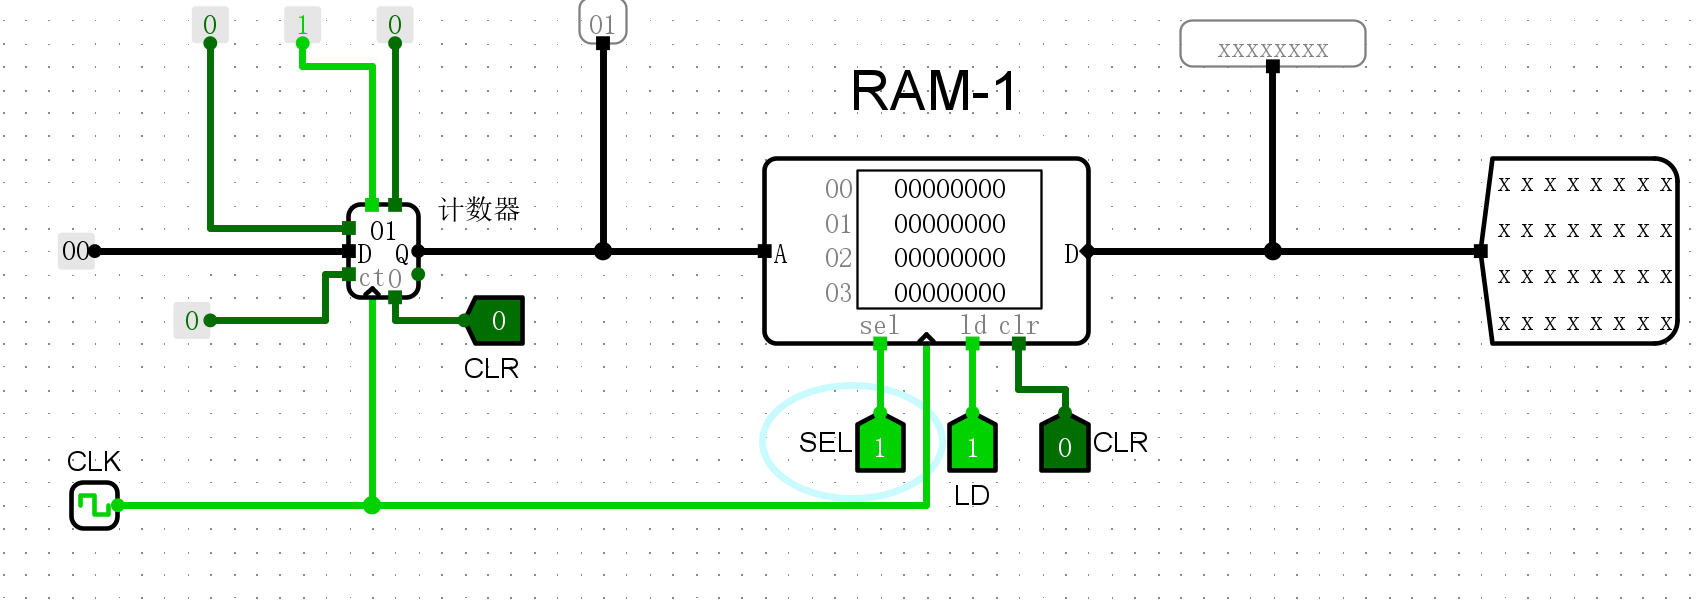 0 1 0
01
xxxxxxxx
RAM-1
计数器
01
00
D Q
ct0
0
0
CLR
A
D
00 00000000
01 00000000
02 00000000
03 00000000
sel ld clr
x x x x x x x x
x x x x x x x x
x x x x x x x x
x x x x x x x x
SEL 1
1
0 CLR
LD
CLK